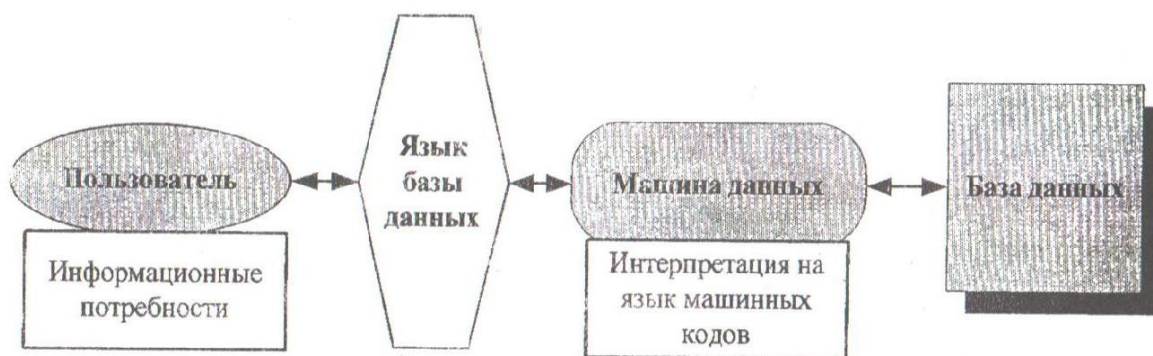 Пользователь
Информационные
потребности
Язык
базы
данных
Машина данных
Интерпретация на
язык машинных
кодов
База данных